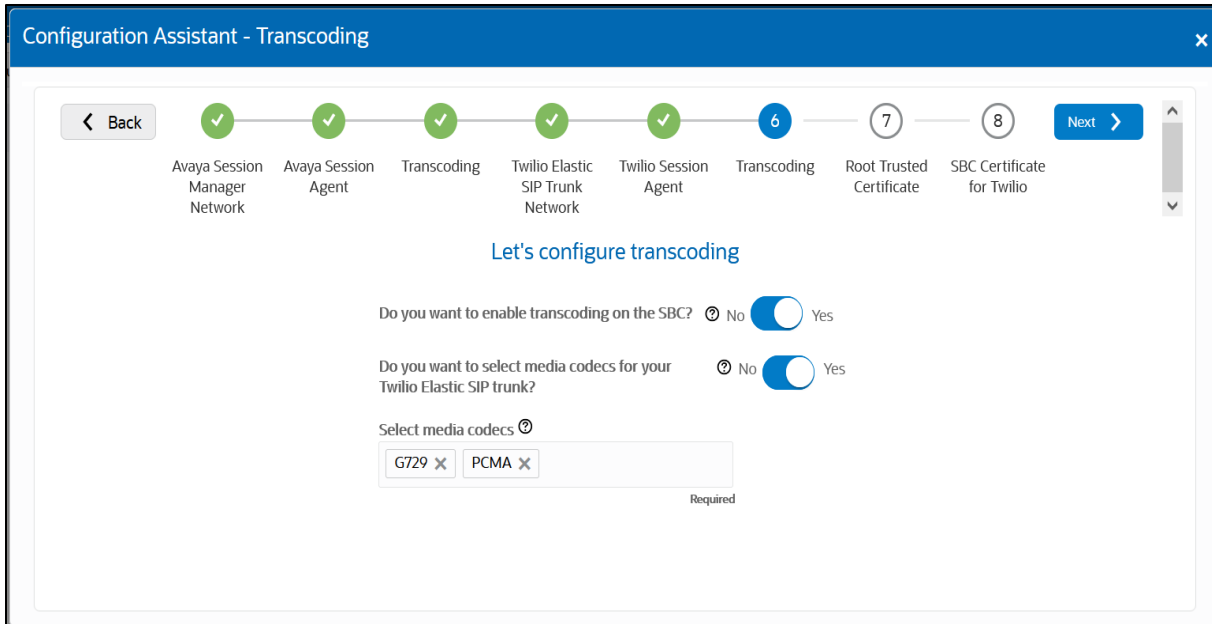 Configuration Assistant - Transcoding
Back
6
7
8
Next
Avaya Session
Manager
Network
Avaya Session
Agent
Transcoding
Twilio Elastic
SIP Trunk
Network
Twilio Session
Agent
Transcoding
Root Trusted
Certificate
SBC Certificate
for Twilio
Let's configure transcoding
Do you want to enable transcoding on the SBC? ? No Yes
Do you want to select media codecs for your ? No Yes
Twilio Elastic SIP trunk?
Select media codecs ?
G729 PCMA
Required